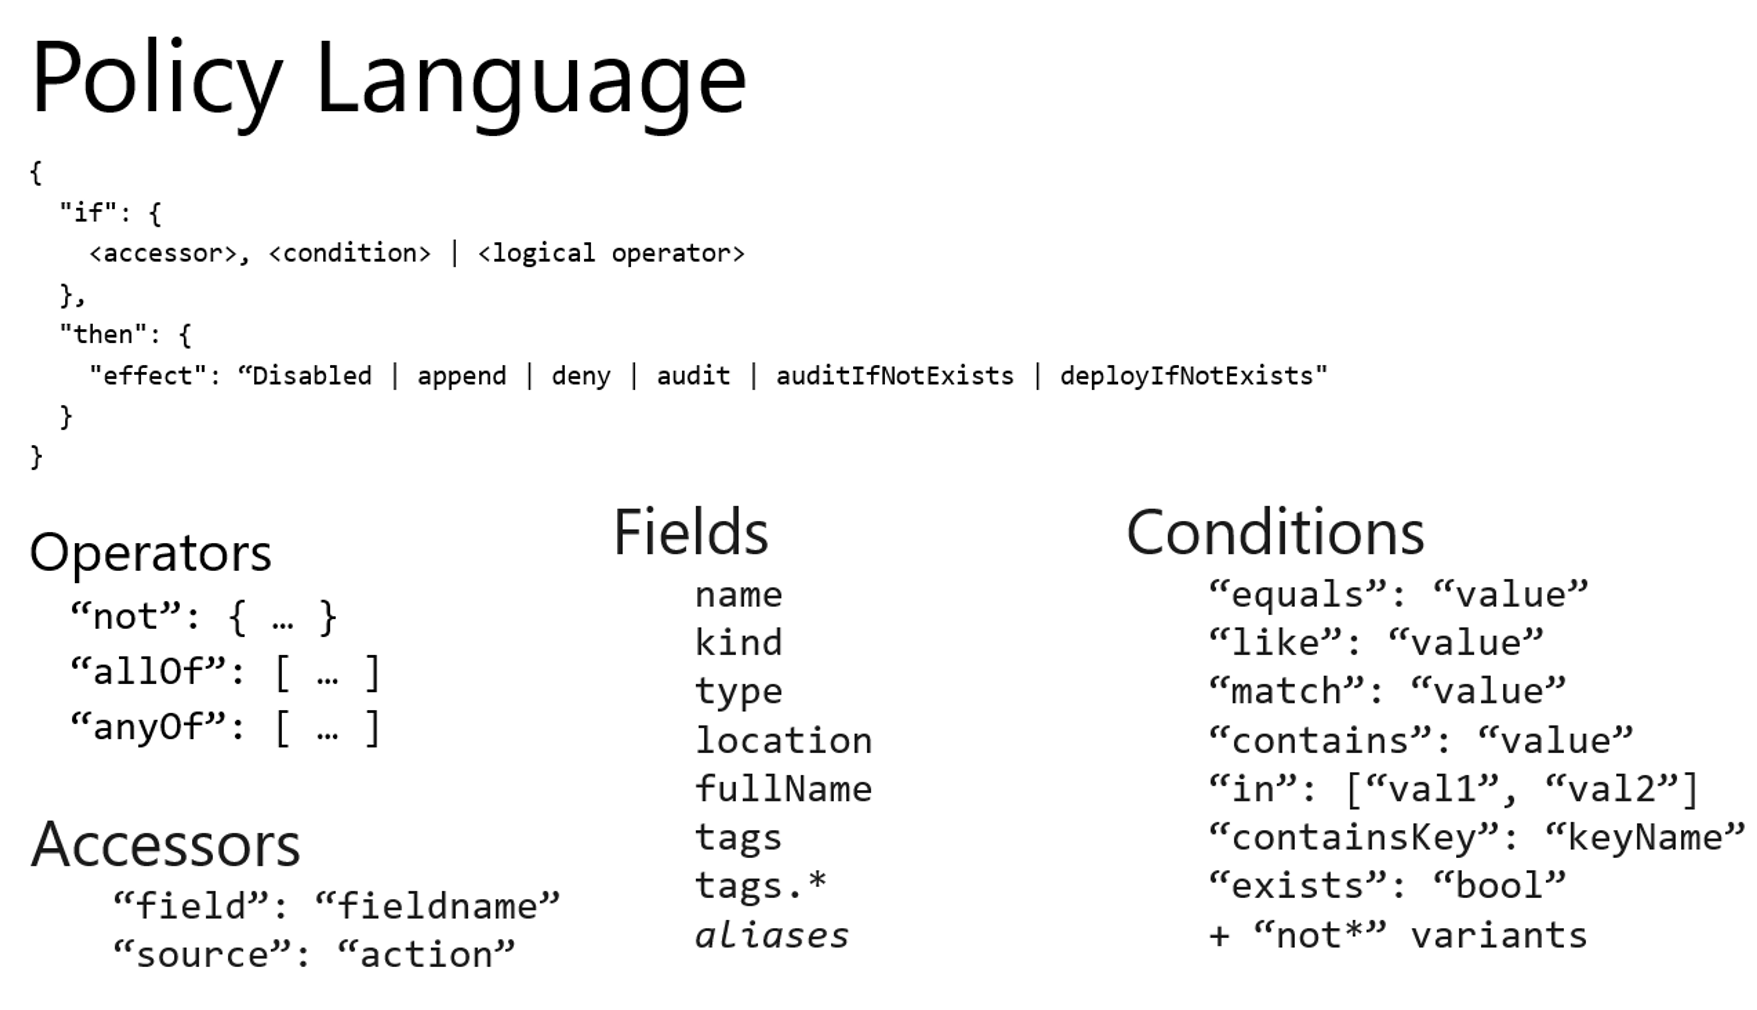 Policy Language
{
"if": {
<accessor>, <condition> | <logical operator>
},
"then": {
"effect": “Disabled | append | deny | audit | auditIfNotExists | deployIfNotExists"
}
}
Operators
“not”: { … }
“allOf”: [ … ]
“anyOf”: [ … ]
Accessors
“field”: “fieldname”
“source”: “action”
Fields
name
kind
type
location
fullName
tags
tags.*
aliases
Conditions
“equals”: “value”
“like”: “value”
“match”: “value”
“contains”: “value”
“in”: [“val1”, “val2”]
“containsKey”: “keyName”
“exists”: “bool”
+ “not*” variants